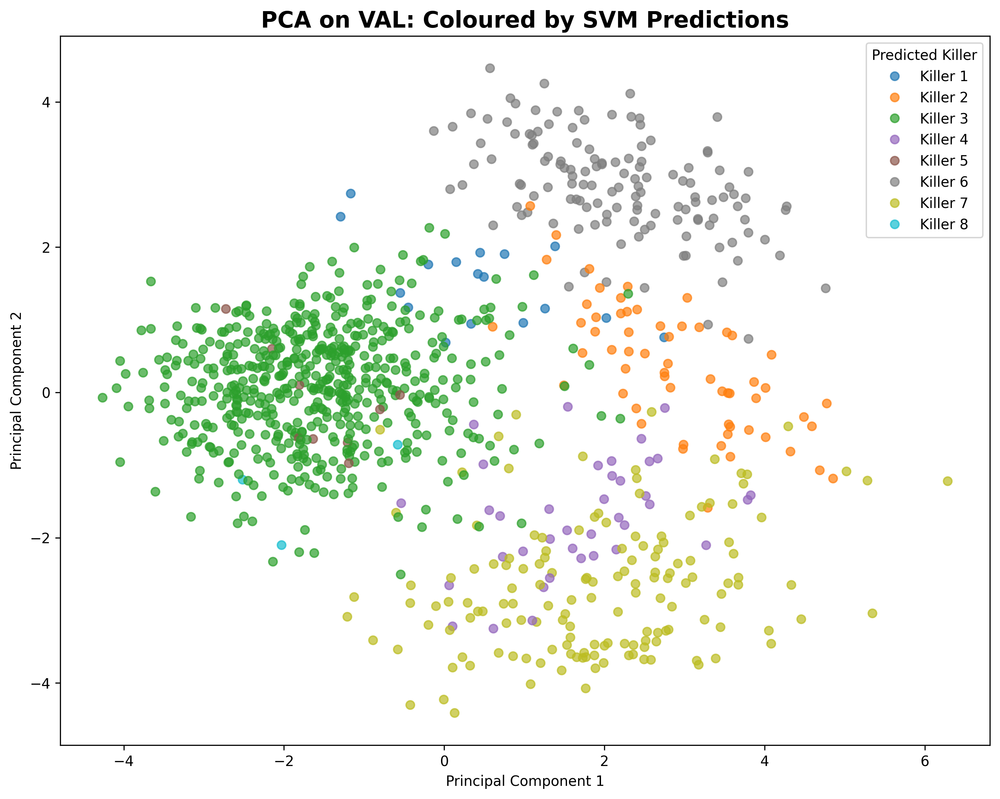 PCA on VAL: Coloured by SVM Predictions
Predicted Killer
Killer 1
Killer 2
Killer 3
Killer 4
Killer 5
Killer 6
Killer 7
Killer 8
Principal Component 2
4
2
0
−2
−4
−4
−2
0
2
4
6
Principal Component 1